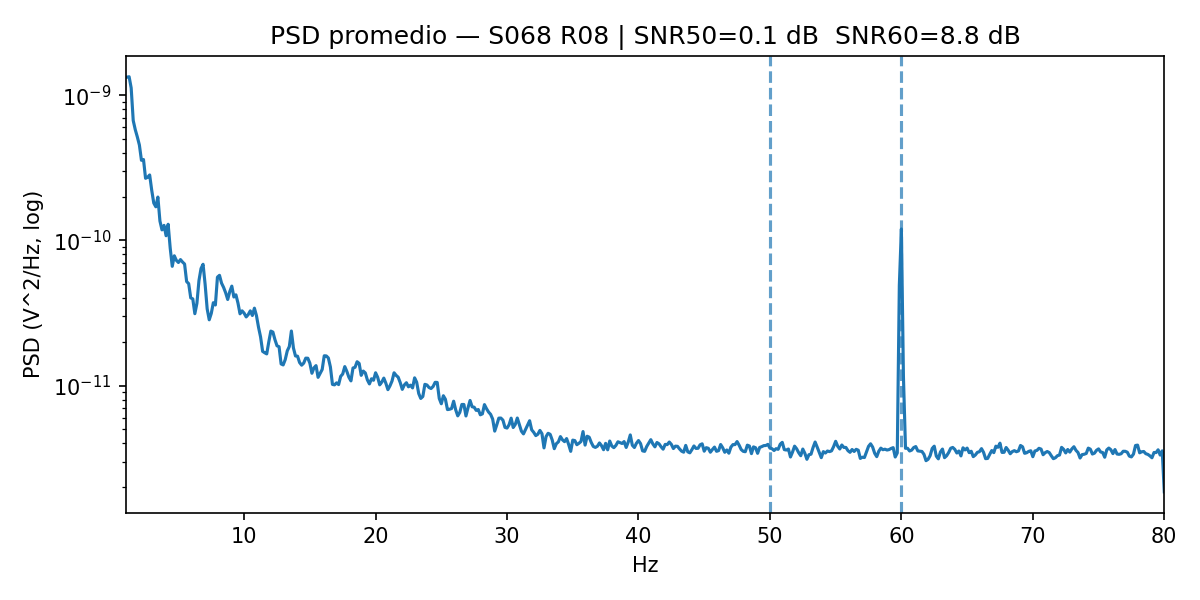 PSD promedio — S068 R08 | SNR50=0.1 dB  SNR60=8.8 dB
PSD (V^2/Hz, log)
10⁻⁹
10⁻¹⁰
10⁻¹¹
10 20 30 40 50 60 70 80
Hz